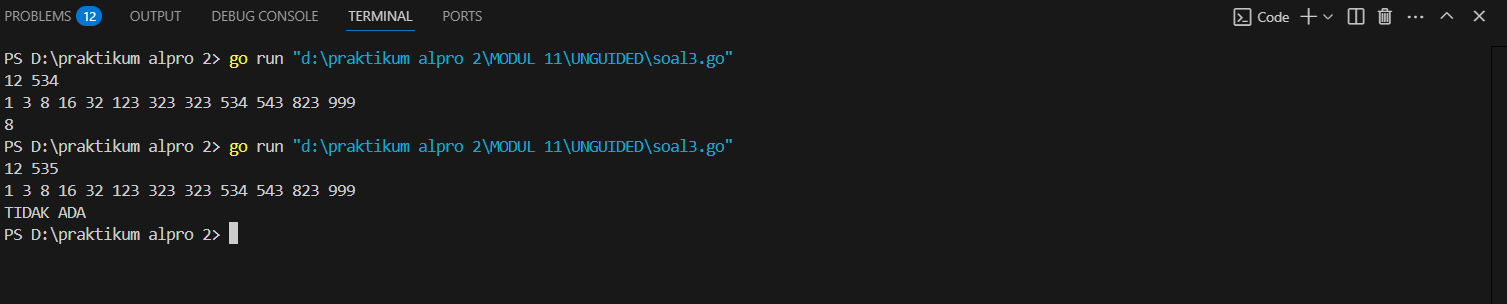 PROBLEMS 12 OUTPUT DEBUG CONSOLE TERMINAL PORTS Code
PS D:\praktikum alpro 2> go run "d:\praktikum alpro 2\MODUL 11\UNGUIDED\soal3.go"
12 534
1 3 8 16 32 123 323 323 534 543 823 999
8
PS D:\praktikum alpro 2> go run "d:\praktikum alpro 2\MODUL 11\UNGUIDED\soal3.go"
12 535
1 3 8 16 32 123 323 323 534 543 823 999
TIDAK ADA
PS D:\praktikum alpro 2>